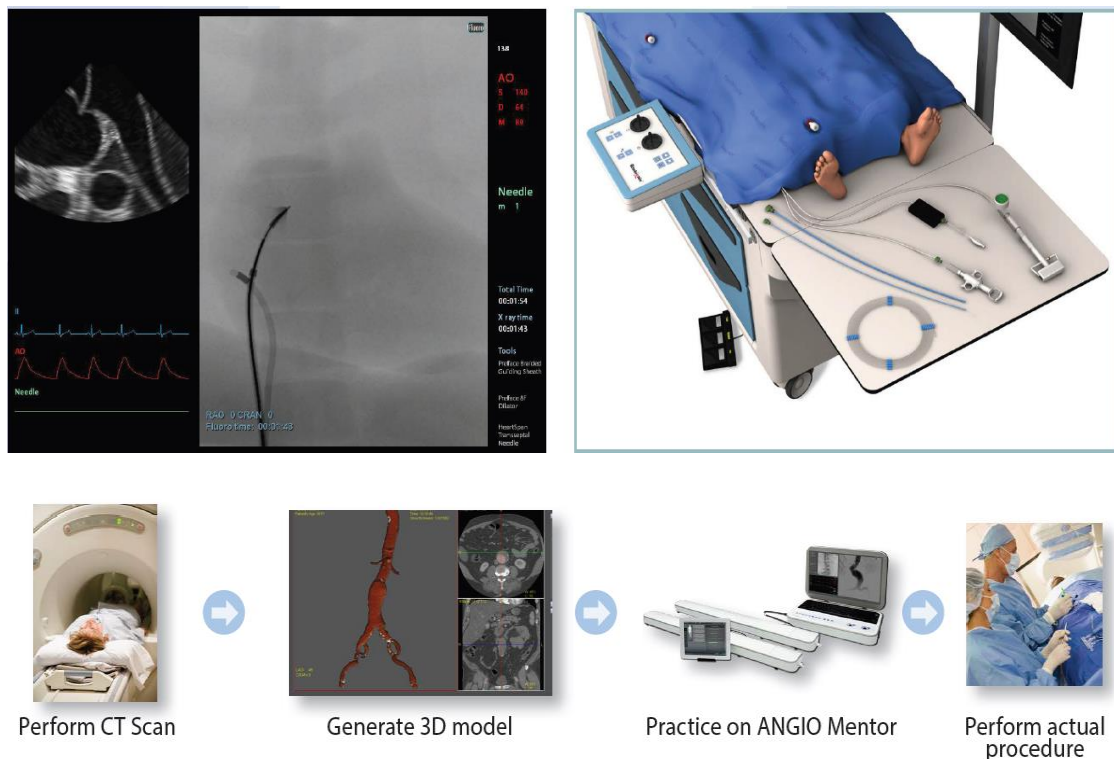 Fluoro
138
AO
S 140
D 64
M 88
Needle
m 1
Total Time
00:01:54
X ray time
00:01:43
II
AO
Tools
Preface Braided
Guiding Sheath
Needle
Preface 8F
Dilator
RAO 0 CRAN 0
Fluoro time: 00:01:43
HeartSpan
Transseptal
Needle
Perform CT Scan
Generate 3D model
Practice on ANGIO Mentor
Perform actual
procedure